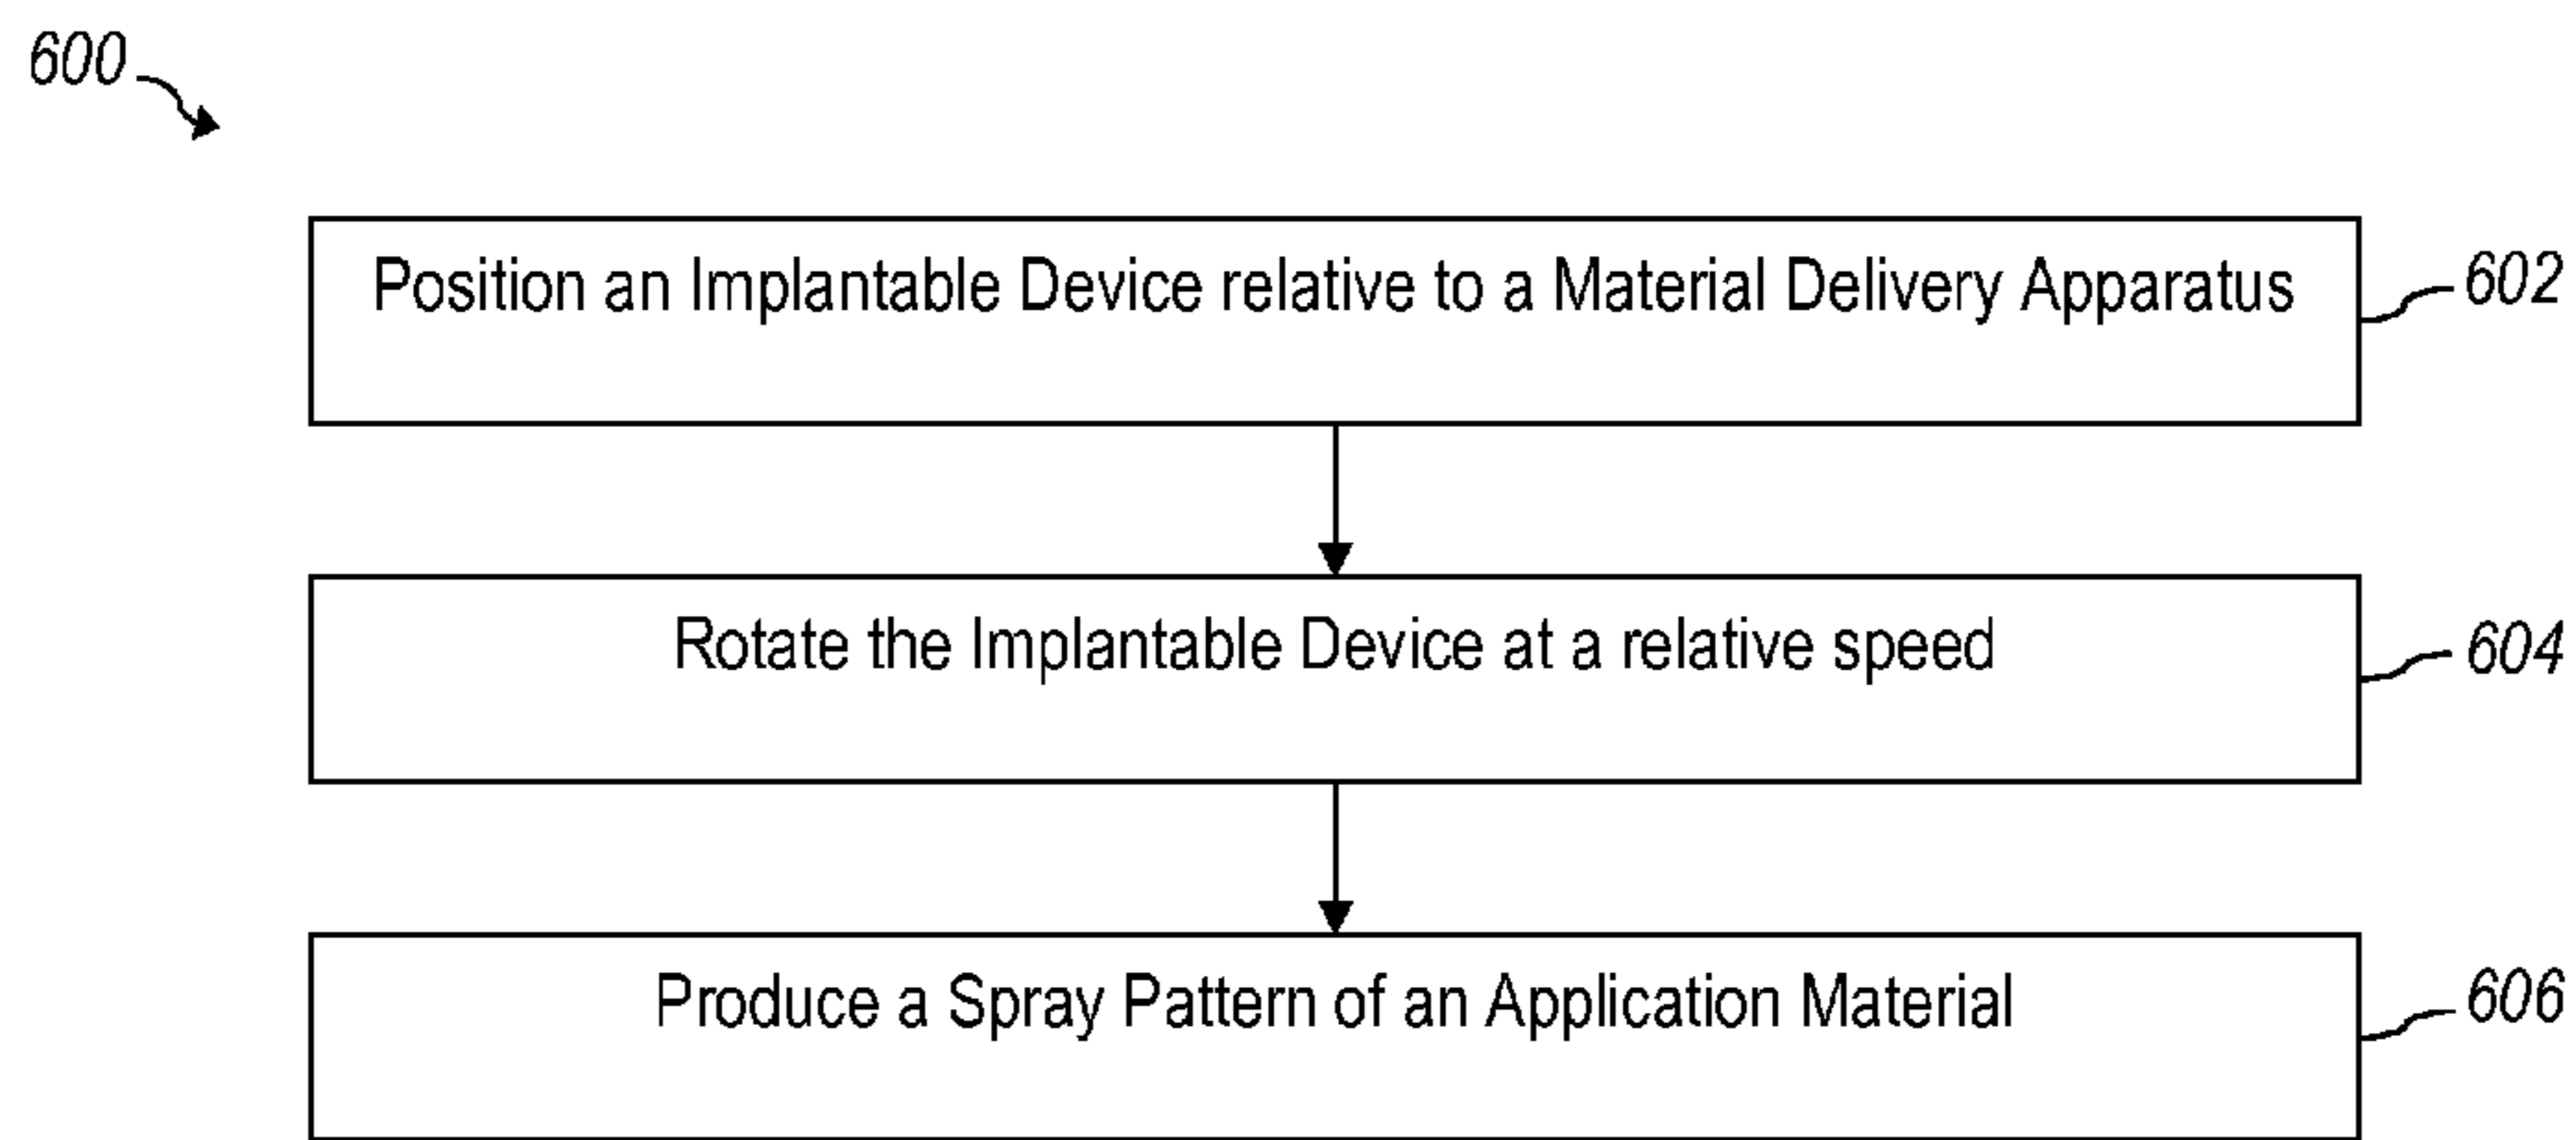 600
Position an Implantable Device relative to a Material Delivery Apparatus
602
Rotate the Implantable Device at a relative speed
604
Produce a Spray Pattern of an Application Material
606